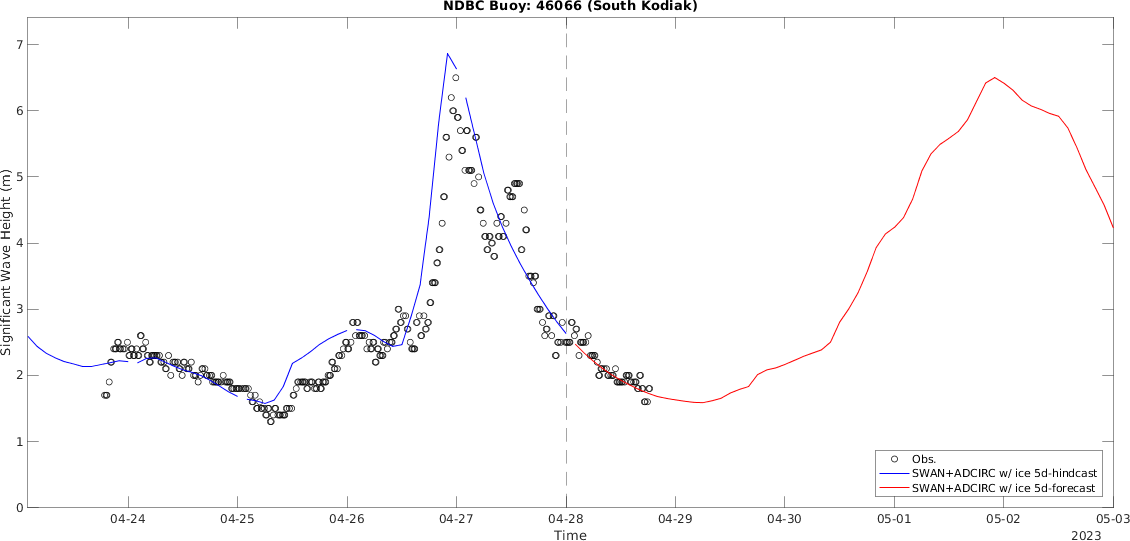 NDBC Buoy: 46066 (South Kodiak)
Significant Wave Height (m)
7
6
5
4
3
2
1
0
Obs.
SWAN+ADCIRC w/ ice 5d-hindcast
SWAN+ADCIRC w/ ice 5d-forecast
04-24 04-25 04-26 04-27 04-28 04-29 04-30 05-01 05-02 05-03
Time
2023